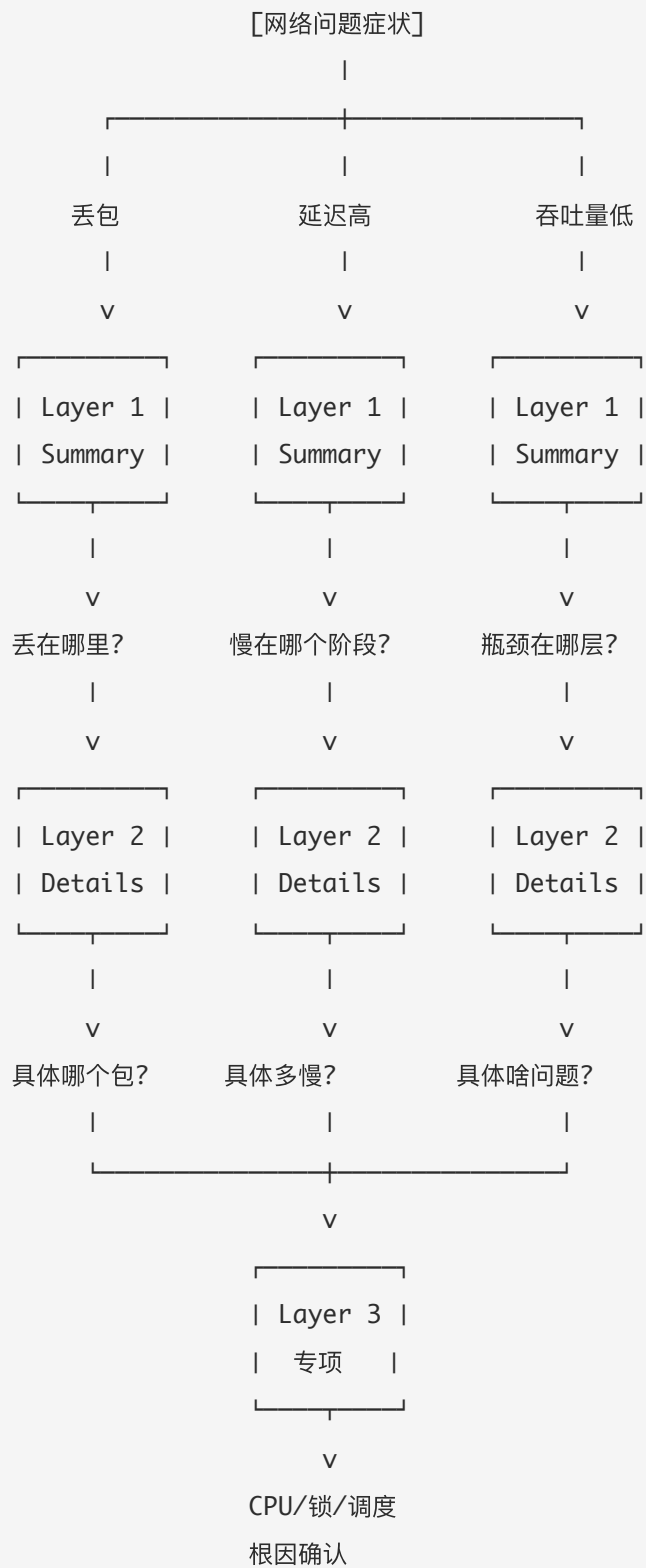 [网络问题症状]
丢包 延迟高 吞吐量低
v v v
Layer 1 Layer 1 Layer 1
Summary Summary Summary
v v v
丢在哪里? 慢在哪个阶段? 瓶颈在哪层?
v v v
Layer 2 Layer 2 Layer 2
Details Details Details
v v v
具体哪个包? 具体多慢? 具体啥问题?
v
Layer 3
专项
v
CPU/锁/调度
根因确认